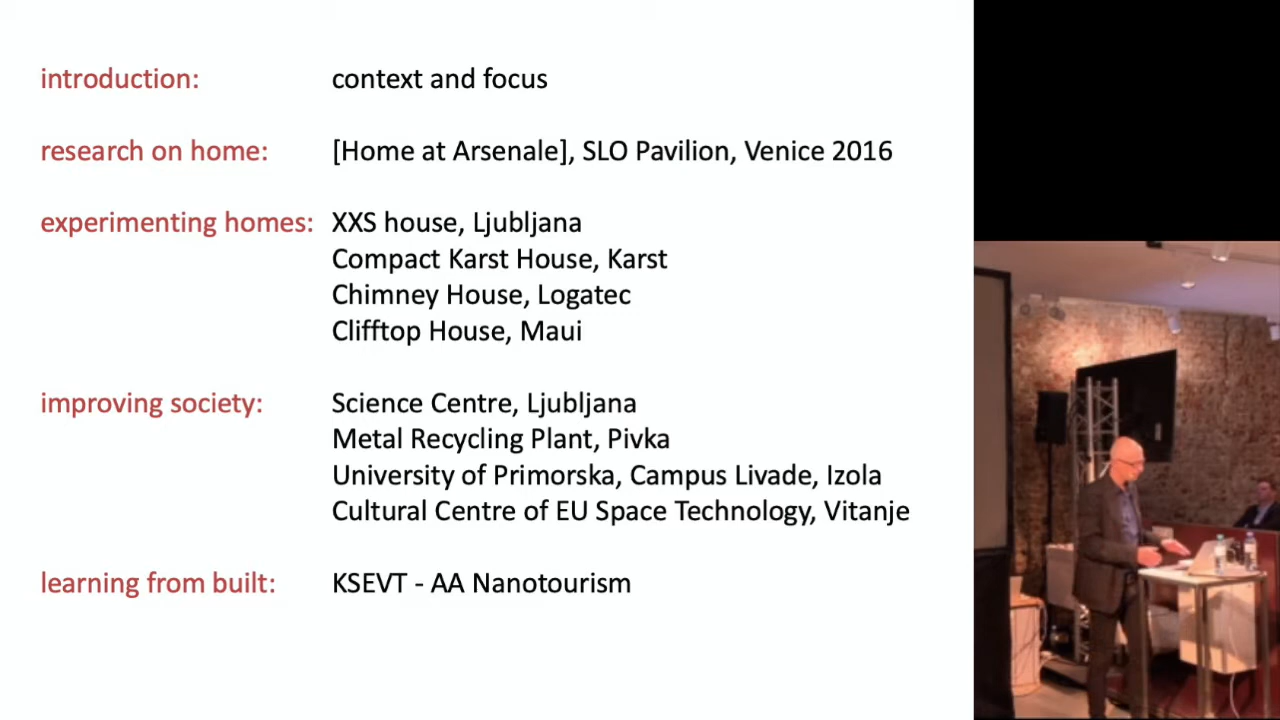 introduction: context and focus
research on home: [Home at Arsenale], SLO Pavilion, Venice 2016
experimenting homes: XXS house, Ljubljana
Compact Karst House, Karst
Chimney House, Logatec
Clifftop House, Maui
improving society: Science Centre, Ljubljana
Metal Recycling Plant, Pivka
University of Primorska, Campus Livade, Izola
Cultural Centre of EU Space Technology, Vitanje
learning from built: KSEVT - AA Nanotourism